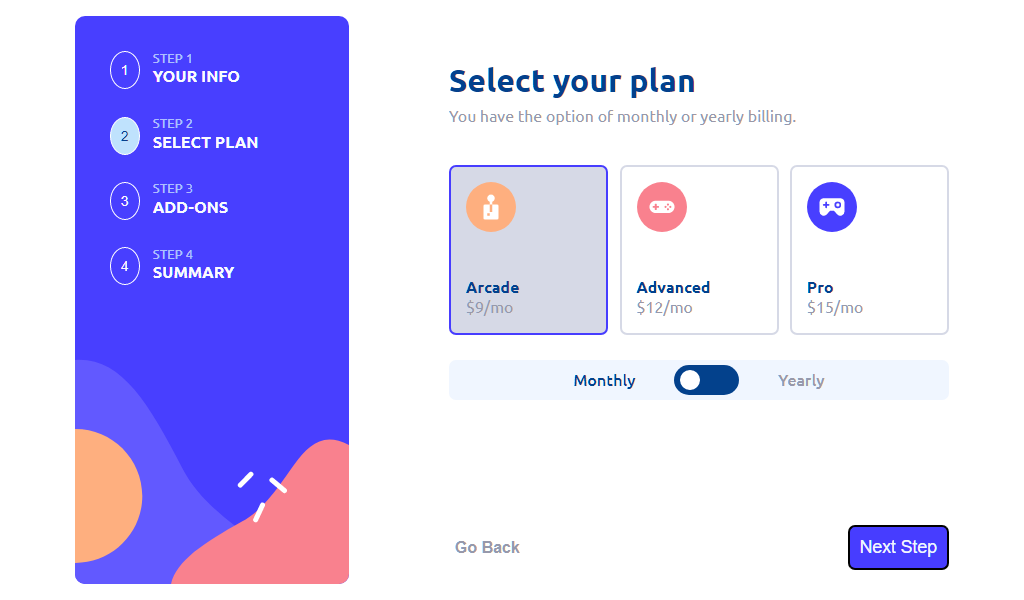 STEP 1
1 YOUR INFO
STEP 2
2 SELECT PLAN
STEP 3
3 ADD-ONS
STEP 4
4 SUMMARY
Select your plan
You have the option of monthly or yearly billing.
Arcade Advanced Pro
$9/mo $12/mo $15/mo
Monthly Yearly
Go Back Next Step